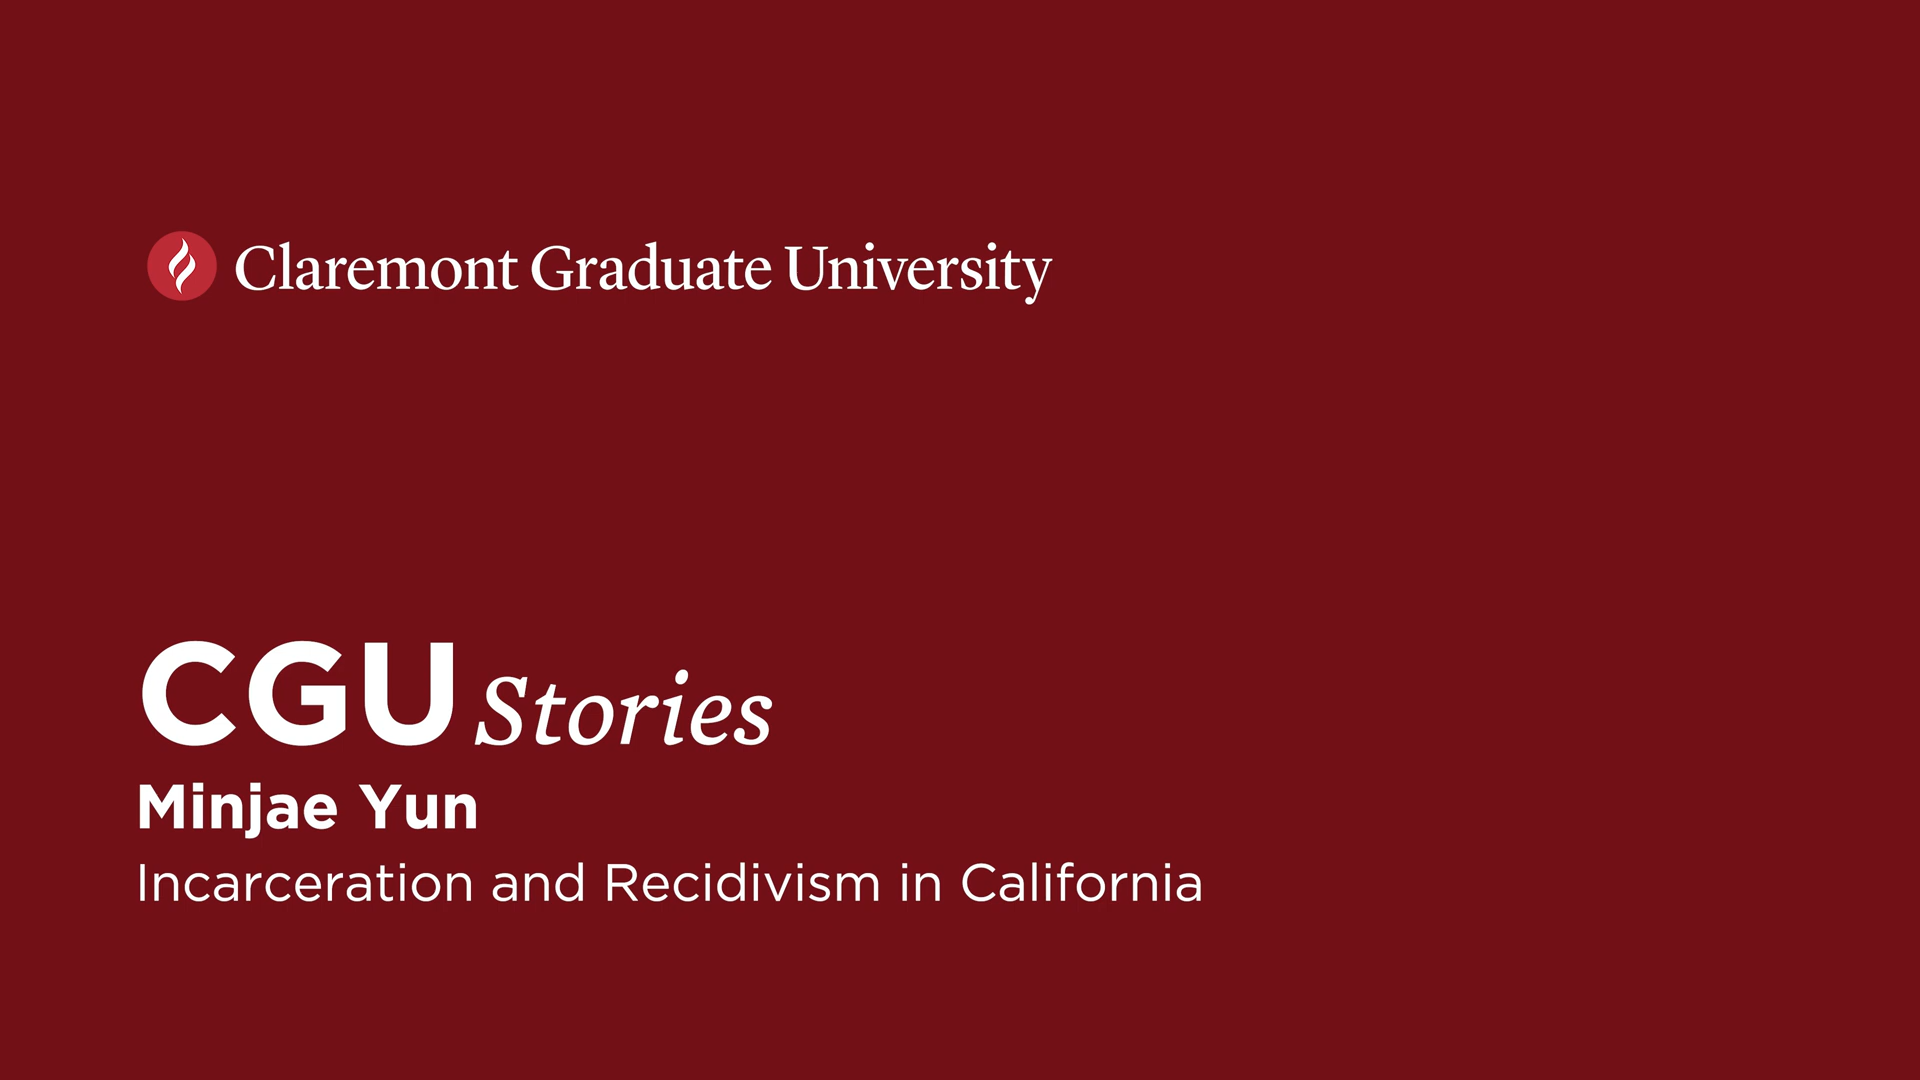 Claremont Graduate University
CGU Stories
Minjae Yun
Incarceration and Recidivism in California